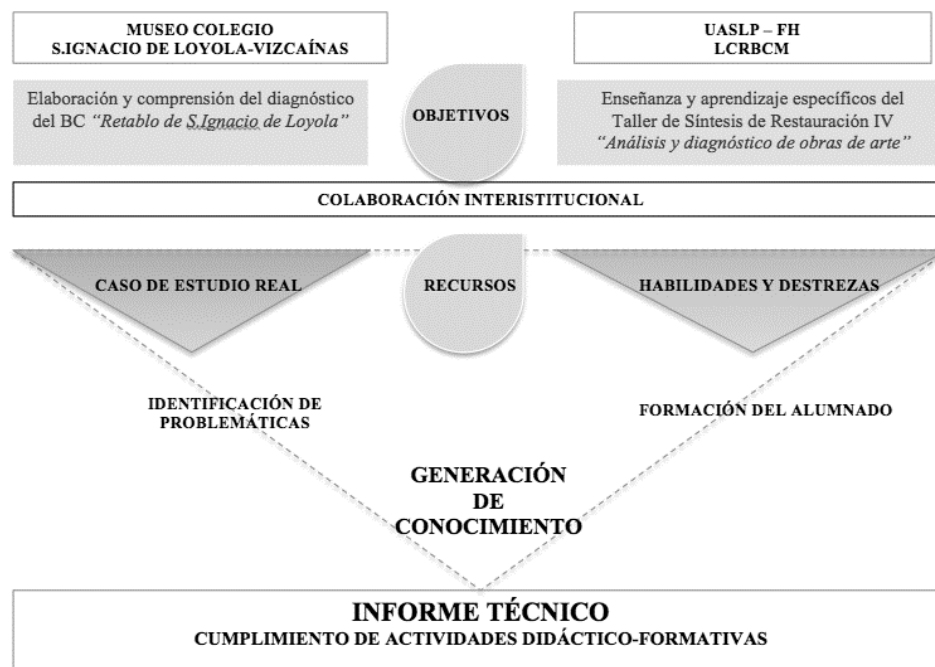 MUSEO COLEGIO
S.IGNACIO DE LOYOLA-VIZCAÍNAS
UASLP – FH
LCRBCM
Elaboración y comprensión del diagnóstico
del BC “Retablo de S.Ignacio de Loyola”
OBJETIVOS
Enseñanza y aprendizaje específicos del
Taller de Síntesis de Restauración IV
“Análisis y diagnóstico de obras de arte”
COLABORACIÓN INTERISTITUCIONAL
CASO DE ESTUDIO REAL
RECURSOS
HABILIDADES Y DESTREZAS
IDENTIFICACIÓN DE
PROBLEMÁTICAS
FORMACIÓN DEL ALUMNADO
GENERACIÓN
DE
CONOCIMIENTO
INFORME TÉCNICO
CUMPLIMIENTO DE ACTIVIDADES DIDÁCTICO-FORMATIVAS